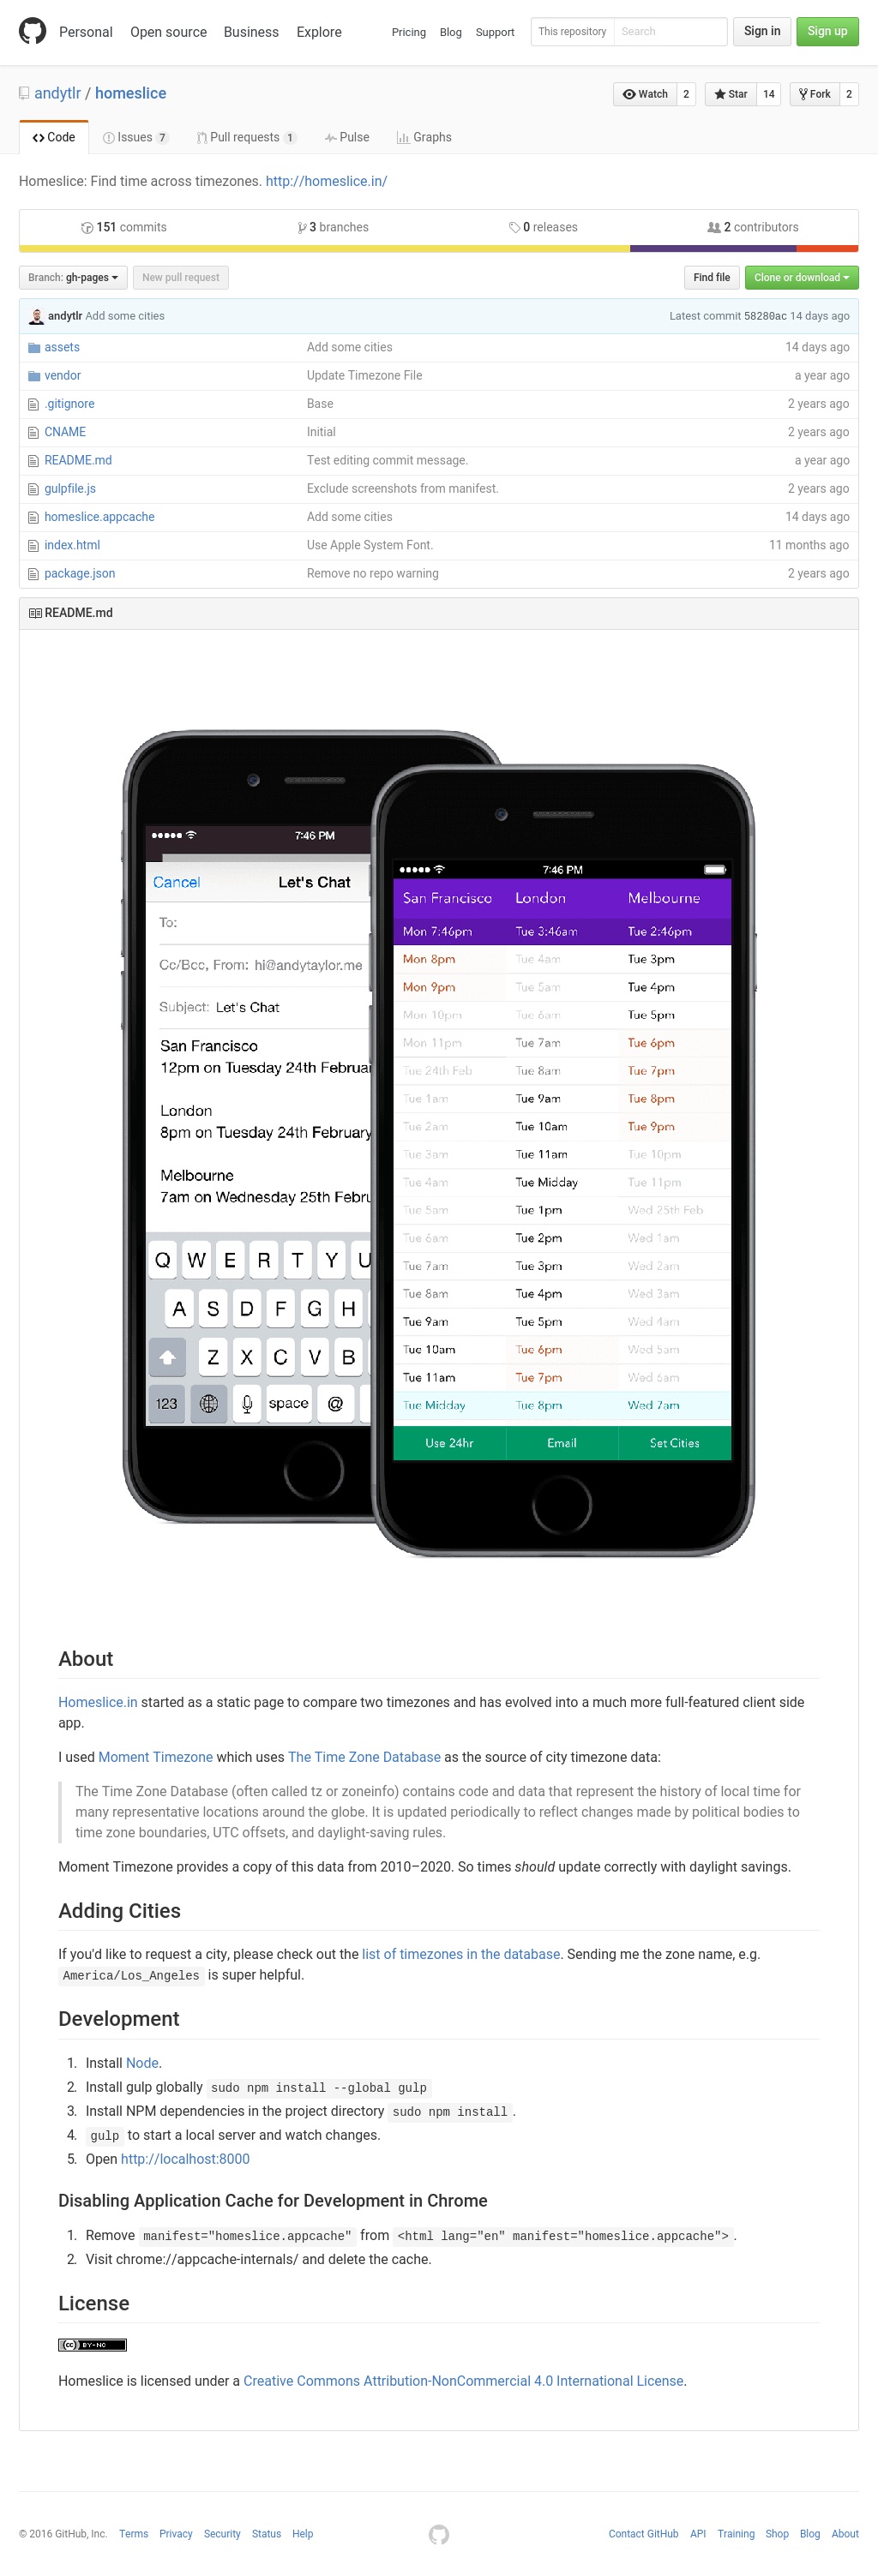 Personal Open source Business Explore Pricing Blog Support This repository Search Sign in Sign up
andytlr / homeslice Watch 2 Star 14 Fork 2
Code Issues 7 Pull requests 1 Pulse Graphs
Homeslice: Find time across timezones. http://homeslice.in/
151 commits 3 branches 0 releases 2 contributors
Branch: gh-pages New pull request Find file Clone or download
andytlr Add some cities Latest commit 58280ac 14 days ago
assets Add some cities 14 days ago
vendor Update Timezone File a year ago
.gitignore Base 2 years ago
CNAME Initial 2 years ago
README.md Test editing commit message. a year ago
gulpfile.js Exclude screenshots from manifest. 2 years ago
homeslice.appcache Add some cities 14 days ago
index.html Use Apple System Font. 11 months ago
package.json Remove no repo warning 2 years ago
README.md
7:46 PM
Cancel Let's Chat
To:
Cc/Bcc, From: hi@andytaylor.me
Subject: Let's Chat
San Francisco
12pm on Tuesday 24th Februar
London
8pm on Tuesday 24th February
Melbourne
7am on Wednesday 25th Febru
Q W E R T Y U
A S D F G H
Z X C V B
123 space @
7:46 PM
San Francisco London Melbourne
Mon 7:46pm Tue 3:46am Tue 2:46pm
Mon 8pm Tue 4am Tue 3pm
Mon 9pm Tue 5am Tue 4pm
Mon 10pm Tue 6am Tue 5pm
Mon 11pm Tue 7am Tue 6pm
Tue 24th Feb Tue 8am Tue 7pm
Tue 1am Tue 9am Tue 8pm
Tue 2am Tue 10am Tue 9pm
Tue 3am Tue 11am Tue 10pm
Tue 4am Tue Midday Tue 11pm
Tue 5am Tue 1pm Wed 25th Feb
Tue 6am Tue 2pm Wed 1am
Tue 7am Tue 3pm Wed 2am
Tue 8am Tue 4pm Wed 3am
Tue 9am Tue 5pm Wed 4am
Tue 10am Tue 6pm Wed 5am
Tue 11am Tue 7pm Wed 6am
Tue Midday Tue 8pm Wed 7am
Use 24hr Email Set Cities
About
Homeslice.in started as a static page to compare two timezones and has evolved into a much more full-featured client side
app.
I used Moment Timezone which uses The Time Zone Database as the source of city timezone data:
The Time Zone Database (often called tz or zoneinfo) contains code and data that represent the history of local time for
many representative locations around the globe. It is updated periodically to reflect changes made by political bodies to
time zone boundaries, UTC offsets, and daylight-saving rules.
Moment Timezone provides a copy of this data from 2010–2020. So times should update correctly with daylight savings.
Adding Cities
If you'd like to request a city, please check out the list of timezones in the database. Sending me the zone name, e.g.
America/Los_Angeles is super helpful.
Development
1. Install Node.
2. Install gulp globally sudo npm install --global gulp
3. Install NPM dependencies in the project directory sudo npm install .
4. gulp to start a local server and watch changes.
5. Open http://localhost:8000
Disabling Application Cache for Development in Chrome
1. Remove manifest="homeslice.appcache" from <html lang="en" manifest="homeslice.appcache"> .
2. Visit chrome://appcache-internals/ and delete the cache.
License
cc BY-NC
Homeslice is licensed under a Creative Commons Attribution-NonCommercial 4.0 International License.
© 2016 GitHub, Inc. Terms Privacy Security Status Help Contact GitHub API Training Shop Blog About